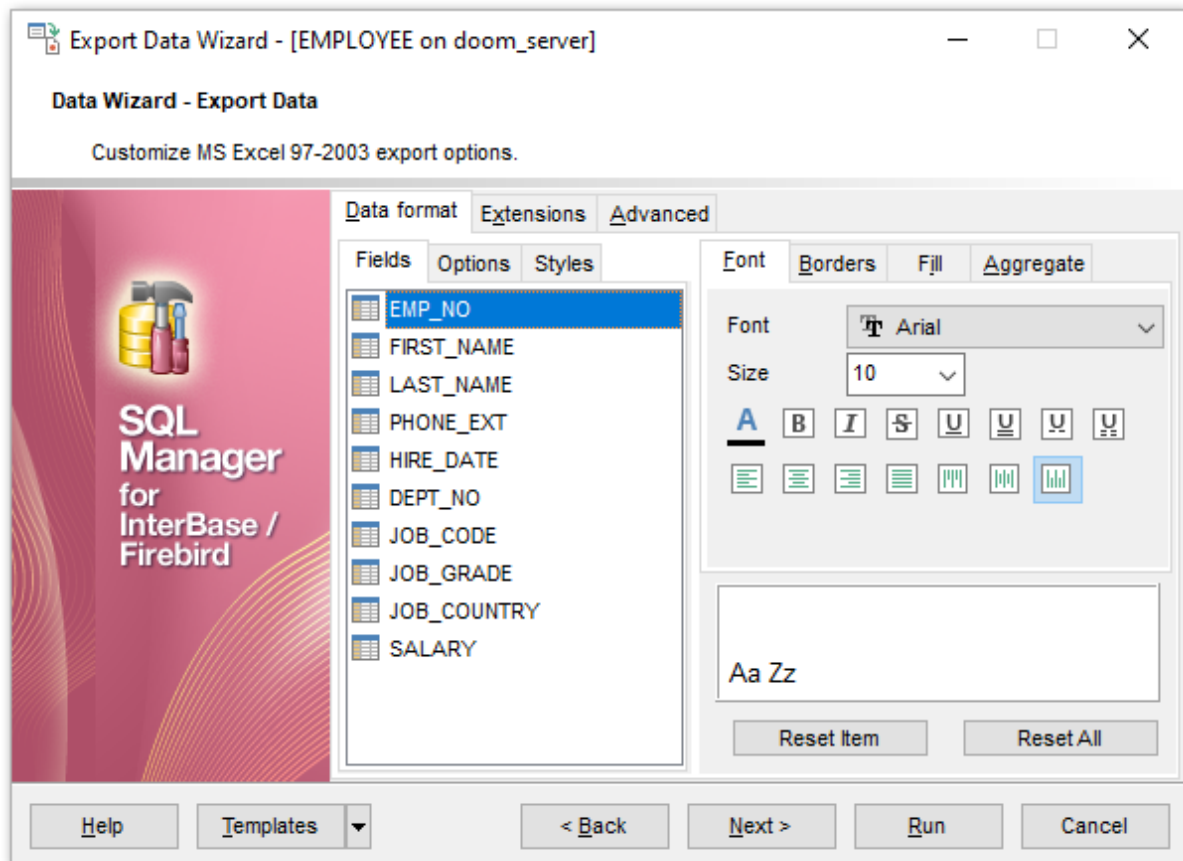 Export Data Wizard - [EMPLOYEE on doom_server]
Data Wizard - Export Data
Customize MS Excel 97-2003 export options.
SQL
Manager
for
InterBase /
Firebird
Data format Extensions Advanced
Fields Options Styles
EMP_NO
FIRST_NAME
LAST_NAME
PHONE_EXT
HIRE_DATE
DEPT_NO
JOB_CODE
JOB_GRADE
JOB_COUNTRY
SALARY
Font Borders Fill Aggregate
Font Arial
Size 10
A B I S U U U U
Aa Zz
Reset Item Reset All
Help Templates < Back Next > Run Cancel